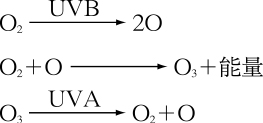 O₂ UVB⟶ 2O
O₂+O ⟶ O₃+能量
O₃ UVA⟶ O₂+O